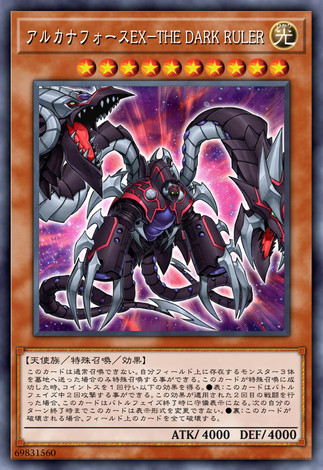 アルカナフォースEX－THE DARK RULER
光
【天使族／特殊召喚／効果】
このカードは通常召喚できない。自分フィールド上に存在するモンスター３体
を墓地へ送った場合のみ特殊召喚する事ができる。このカードが特殊召喚に成
功した時、コイントスを１回行い以下の効果を得る。●表：このカードはバトル
フェイズ中２回攻撃する事ができる。この効果が適用された２回目の戦闘を行
った場合、このカードはバトルフェイズ終了時に守備表示になる。次の自分の
ターン終了時までこのカードは表示形式を変更できない。●裏：このカードが
破壊される場合、フィールド上のカードを全て破壊する。
ATK/ 4000 DEF/ 4000
69831560